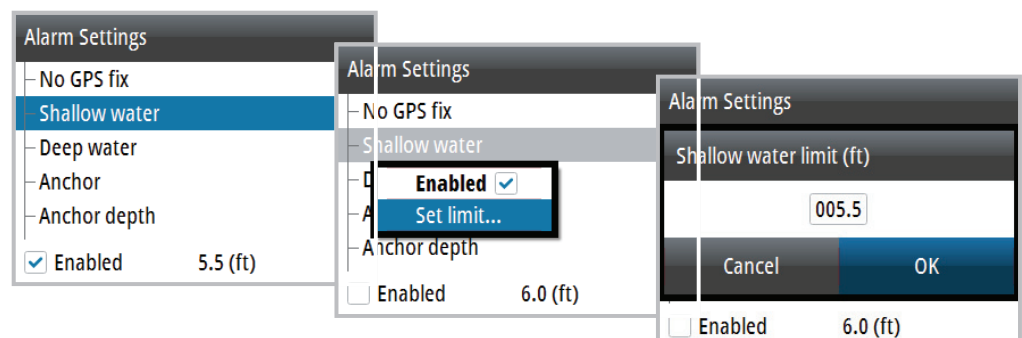 Alarm Settings
No GPS fix
Shallow water
Deep water
Anchor
Anchor depth
Enabled 5.5 (ft)
Alarm Settings
No GPS fix
Shallow water
D
Enabled
A
Set limit...
Anchor depth
Enabled 6.0 (ft)
Alarm Settings
Shallow water limit (ft)
005.5
Cancel OK
Enabled 6.0 (ft)